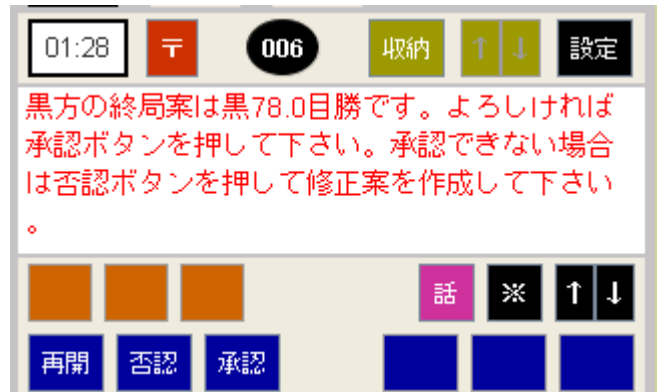 01:28 〒 006 収納 ↑ ↓ 設定
黒方の終局案は黒78.0目勝です。よろしければ
承認ボタンを押して下さい。承認できない場合
は否認ボタンを押して修正案を作成して下さい
。
話 ※ ↑ ↓
再開 否認 承認